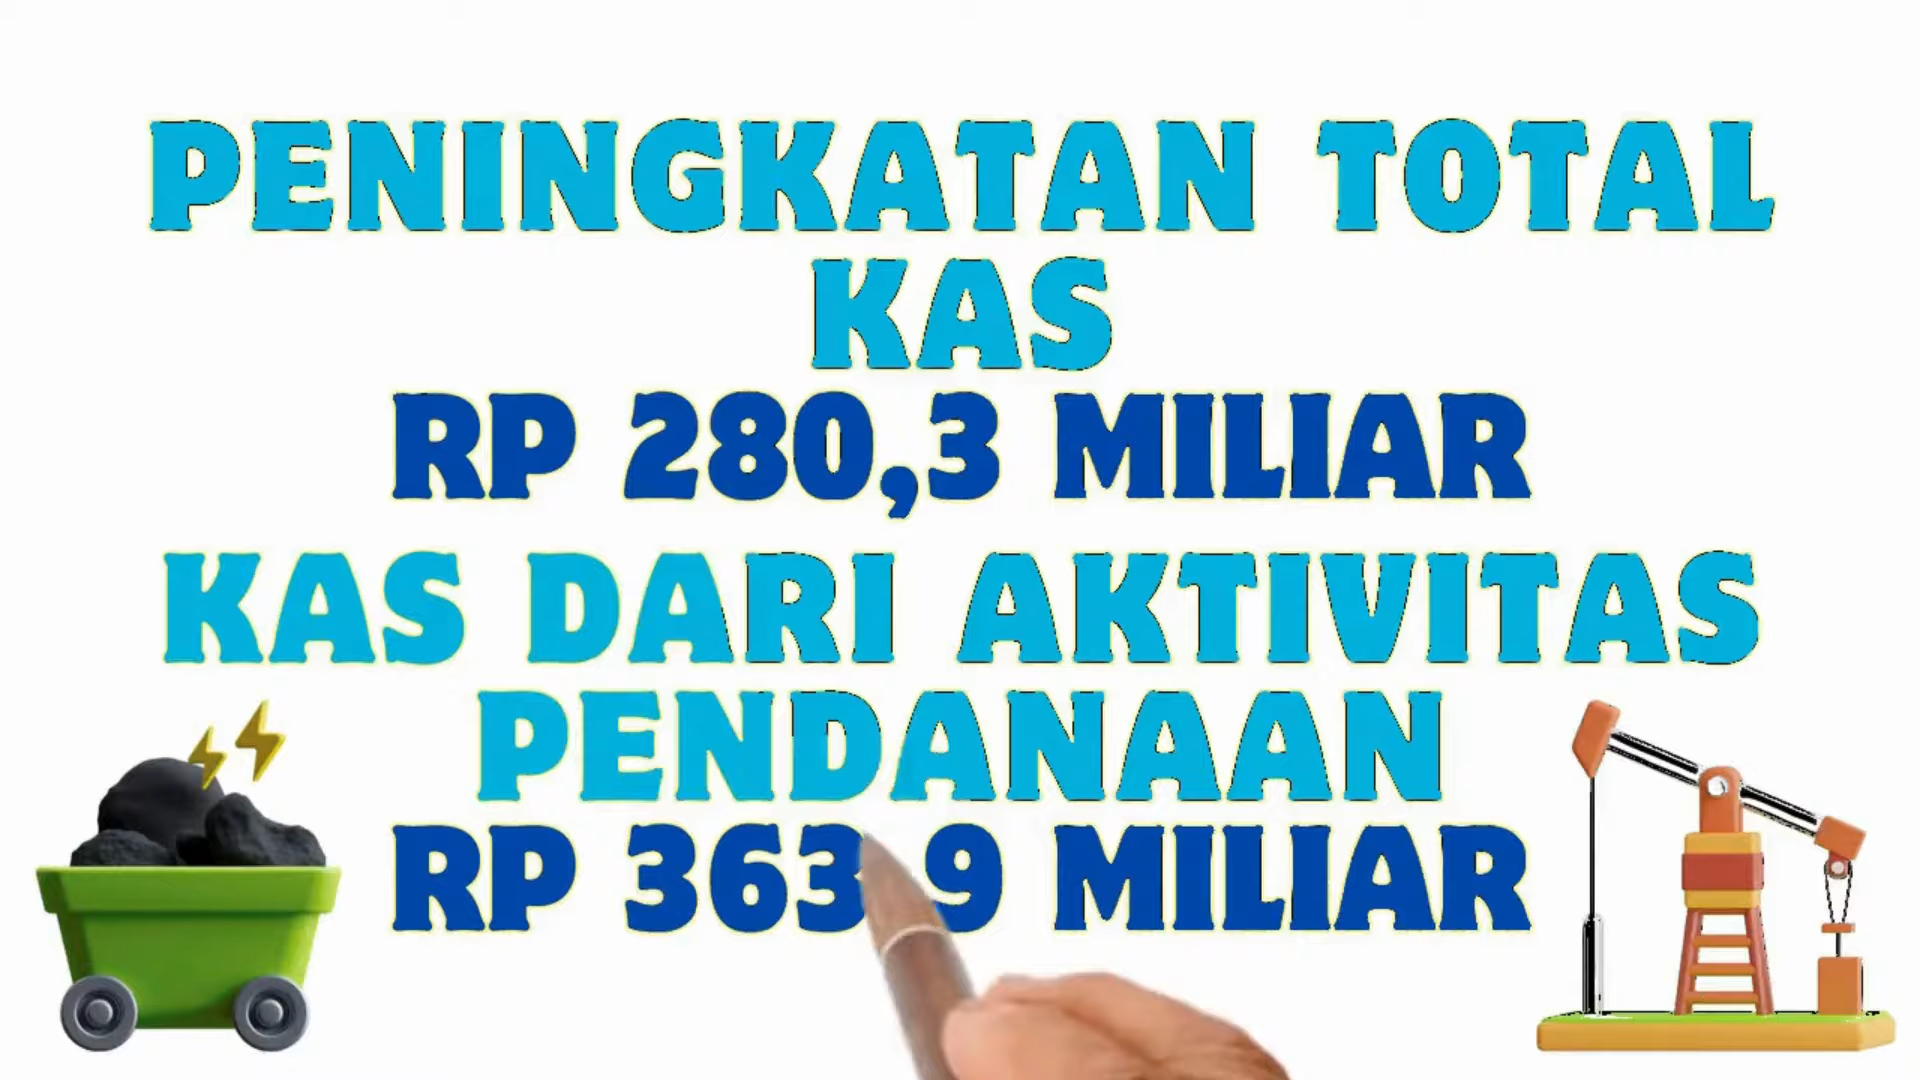 PENINGKATAN TOTAL
KAS
RP 280,3 MILIAR
KAS DARI AKTIVITAS
PENDANAAN
RP 363 9 MILIAR